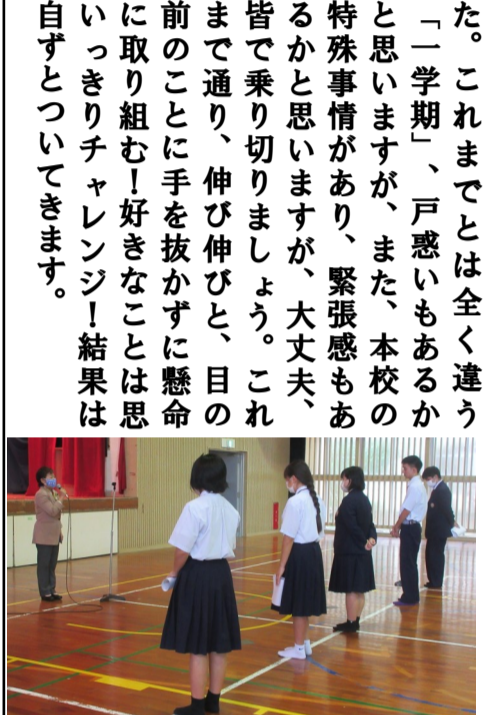 た。これまでとは全く違う
「一学期」、戸惑いもあるか
と思いますが、また、本校の
特殊事情があり、緊張感もあ
るかと思いますが、大丈夫、
皆で乗り切りましょう。これ
まで通り、伸び伸びと、目の
前のことに手を抜かずに懸命
に取り組む！好きなことは思
いっきりチャレンジ！結果は
自ずとついてきます。